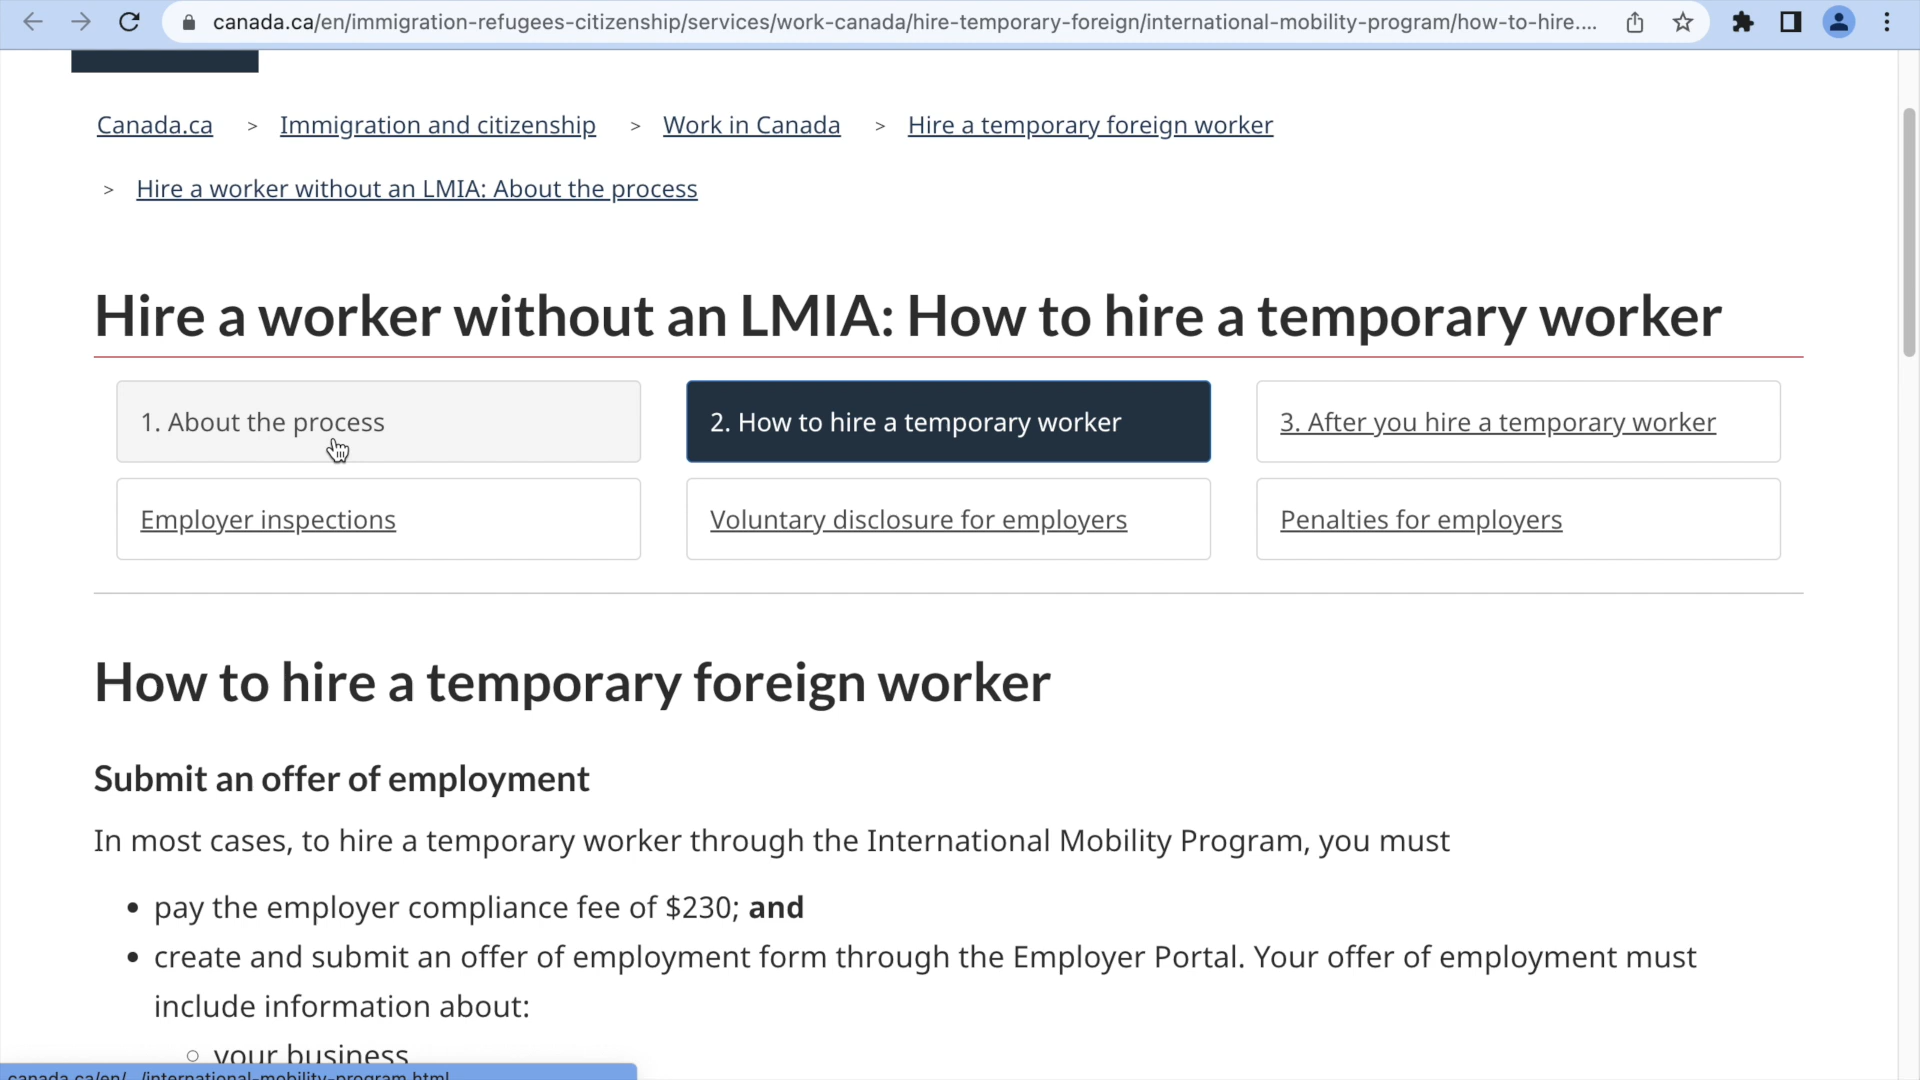 canada.ca/en/immigration-refugees-citizenship/services/work-canada/hire-temporary-foreign/international-mobility-program/how-to-hire....
Canada.ca > Immigration and citizenship > Work in Canada > Hire a temporary foreign worker
> Hire a worker without an LMIA: About the process
Hire a worker without an LMIA: How to hire a temporary worker
1. About the process 2. How to hire a temporary worker 3. After you hire a temporary worker
Employer inspections Voluntary disclosure for employers Penalties for employers
How to hire a temporary foreign worker
Submit an offer of employment
In most cases, to hire a temporary worker through the International Mobility Program, you must
• pay the employer compliance fee of $230; and
• create and submit an offer of employment form through the Employer Portal. Your offer of employment must
include information about:
○ your business
canada.ca/en/.../international-mobility-program.html